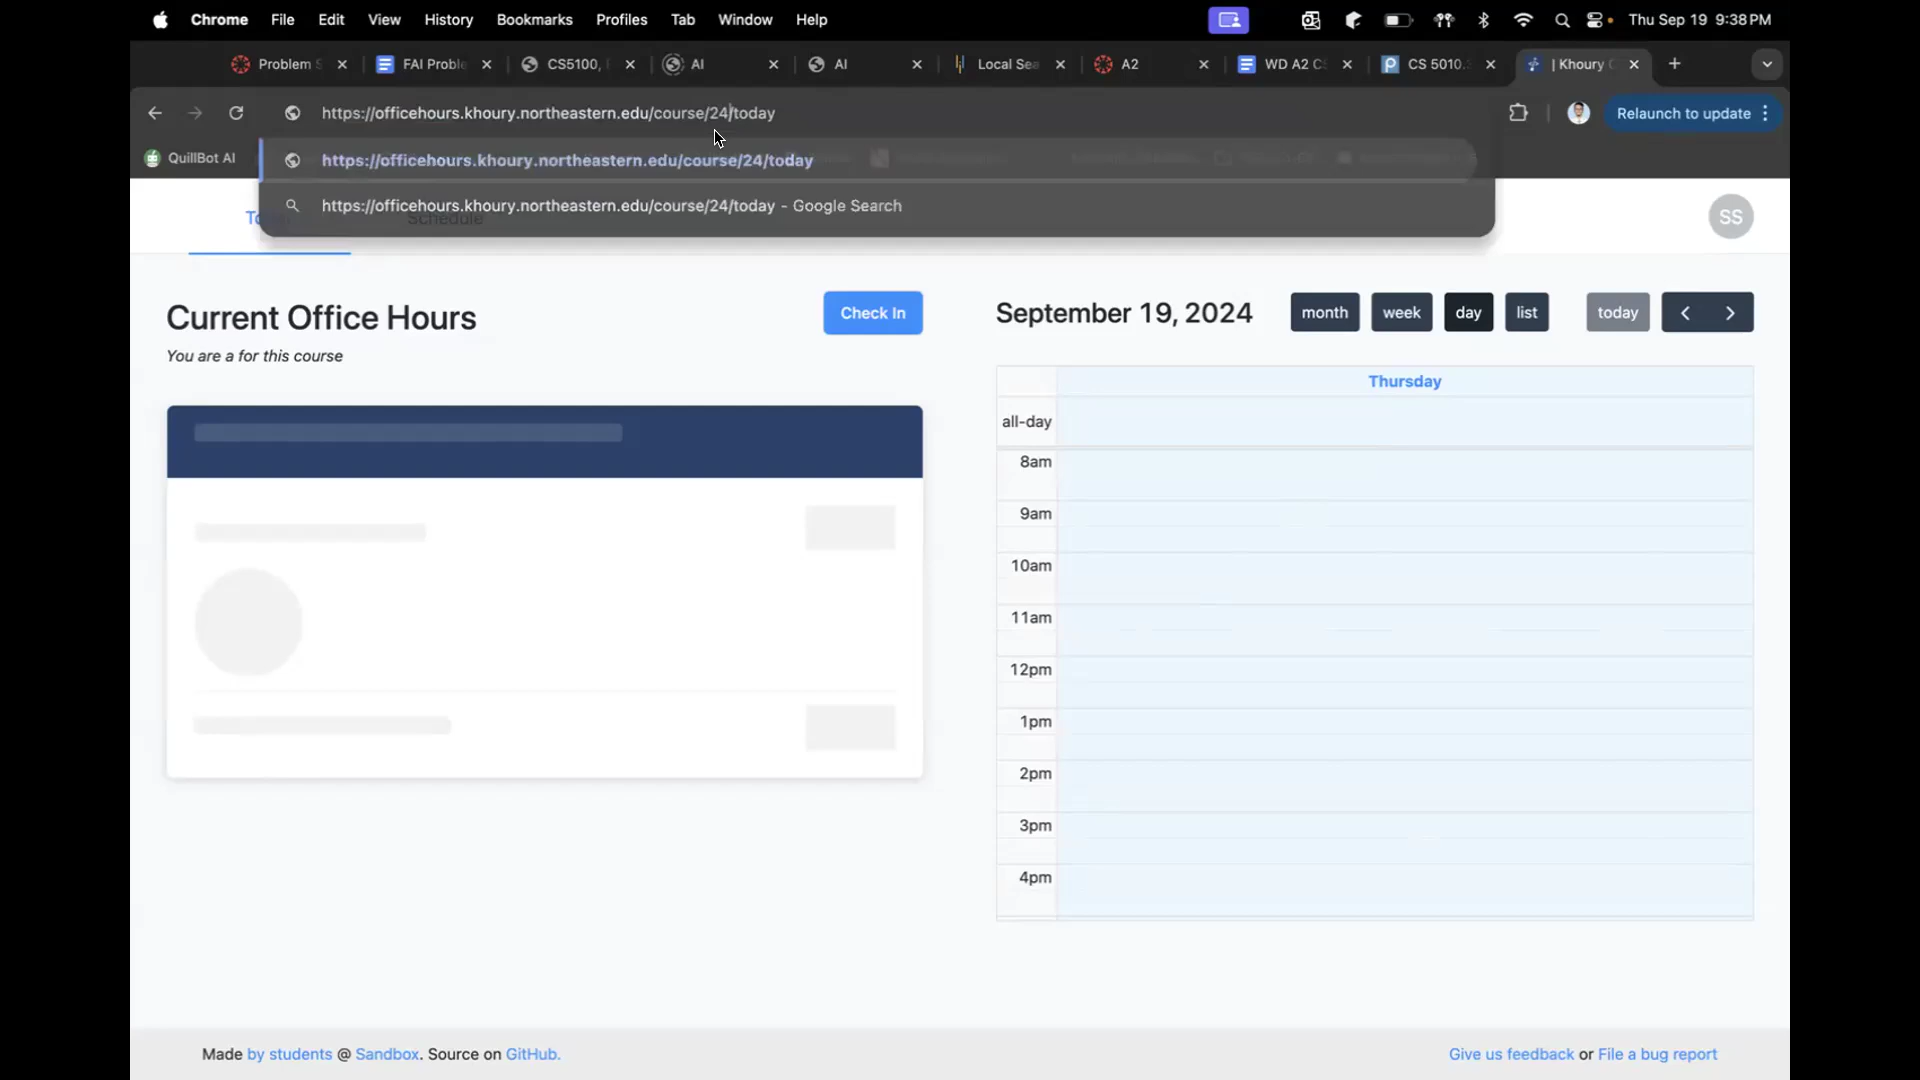 Chrome File Edit View History Bookmarks Profiles Tab Window Help Thu Sep 19 9:38 PM
Problem FAI Proble CS5100, AI AI Local Sea A2 WD A2 CS CS 5010. | Khoury
https://officehours.khoury.northeastern.edu/course/24/today Relaunch to update
QuillBot AI https://officehours.khoury.northeastern.edu/course/24/today
https://officehours.khoury.northeastern.edu/course/24/today - Google Search
Schedule
SS
Current Office Hours
Check In
You are a for this course
September 19, 2024
month week day list today
Thursday
all-day
8am
9am
10am
11am
12pm
1pm
2pm
3pm
4pm
Made by students @ Sandbox. Source on GitHub.
Give us feedback or File a bug report